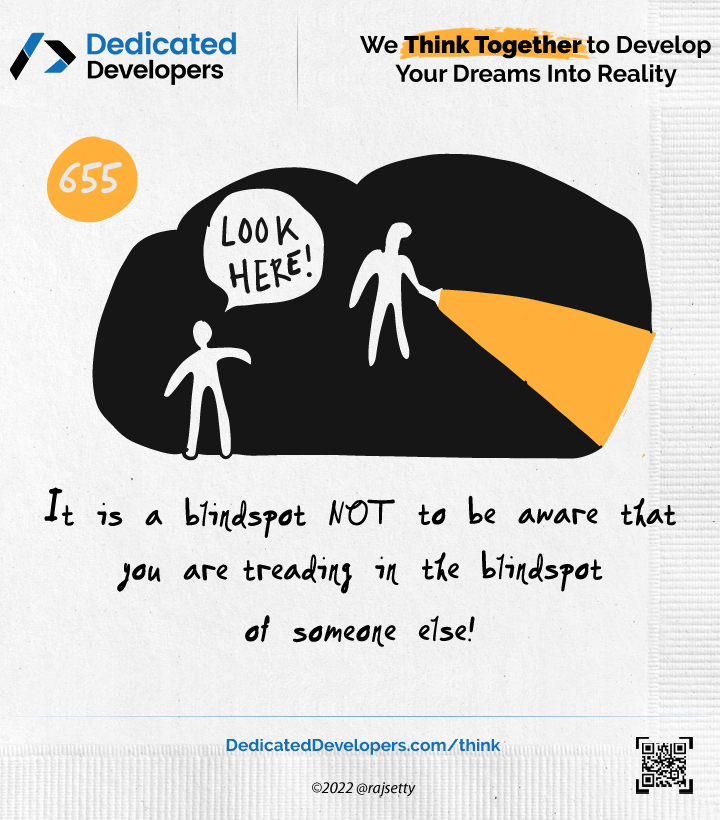 Dedicated
Developers
We Think Together to Develop
Your Dreams Into Reality
655
LOOK
HERE!
It is a blindspot NOT to be aware that
you are treading in the blindspot
of someone else!
DedicatedDevelopers.com/think
©2022 @rajsetty